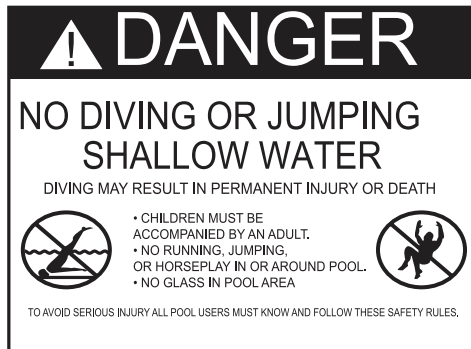 DANGER
NO DIVING OR JUMPING
SHALLOW WATER
DIVING MAY RESULT IN PERMANENT INJURY OR DEATH
• CHILDREN MUST BE
ACCOMPANIED BY AN ADULT.
• NO RUNNING, JUMPING,
OR HORSEPLAY IN OR AROUND POOL.
• NO GLASS IN POOL AREA
TO AVOID SERIOUS INJURY ALL POOL USERS MUST KNOW AND FOLLOW THESE SAFETY RULES.